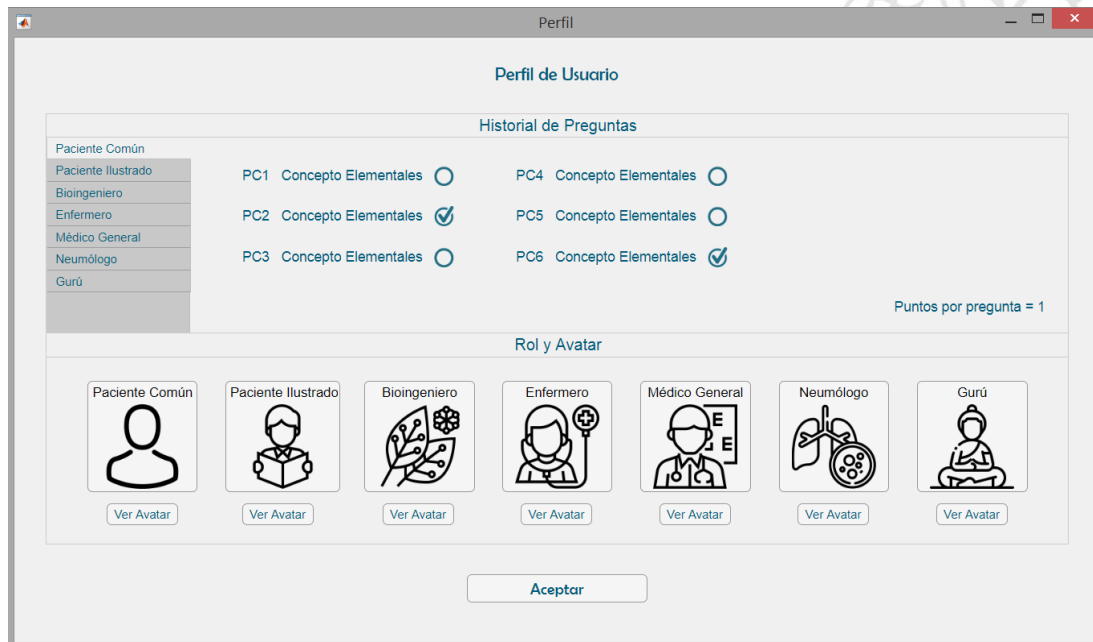 Perfil
Perfil de Usuario
Historial de Preguntas
Paciente Común
Paciente Ilustrado
Bioingeniero
Enfermero
Médico General
Neumólogo
Gurú
PC1 Concepto Elementales
PC4 Concepto Elementales
PC2 Concepto Elementales
PC5 Concepto Elementales
PC3 Concepto Elementales
PC6 Concepto Elementales
Puntos por pregunta = 1
Rol y Avatar
Paciente Común
Paciente Ilustrado
Bioingeniero
Enfermero
Médico General
Neumólogo
Gurú
E
E
Ver Avatar
Ver Avatar
Ver Avatar
Ver Avatar
Ver Avatar
Ver Avatar
Ver Avatar
Aceptar